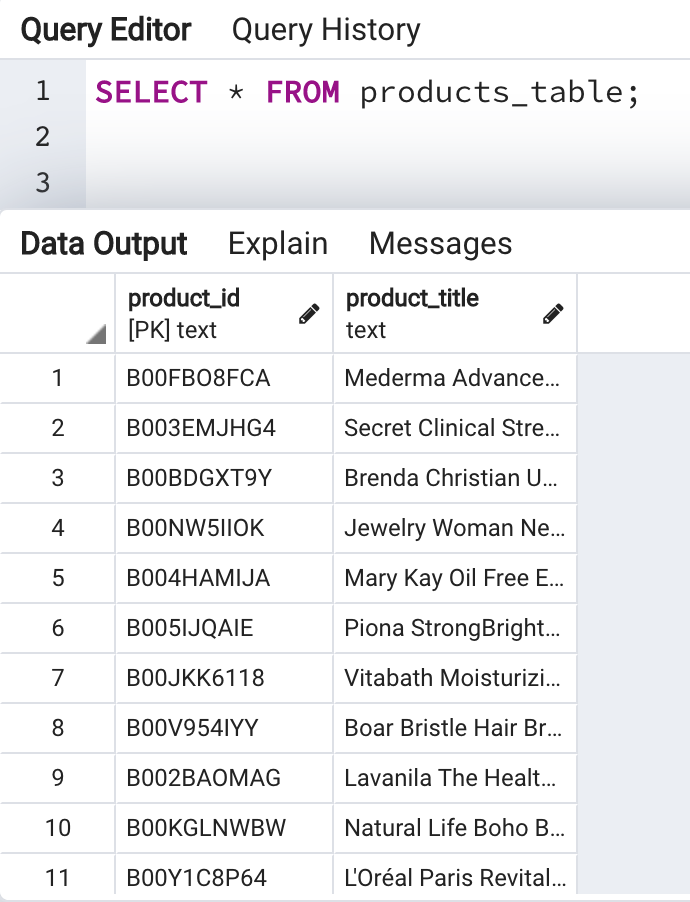 Query Editor Query History
1 SELECT * FROM products_table;
2
3
Data Output Explain Messages
product_id product_title
[PK] text text
1 B00FBO8FCA Mederma Advance...
2 B003EMJHG4 Secret Clinical Stre...
3 B00BDGXT9Y Brenda Christian U...
4 B00NW5IIOK Jewelry Woman Ne...
5 B004HAMIJA Mary Kay Oil Free E...
6 B005IJQAIE Piona StrongBright...
7 B00JKK6118 Vitabath Moisturizi...
8 B00V954IYY Boar Bristle Hair Br...
9 B002BAOMAG Lavanila The Healt...
10 B00KGLNWBW Natural Life Boho B...
11 B00Y1C8P64 L'Oréal Paris Revital...